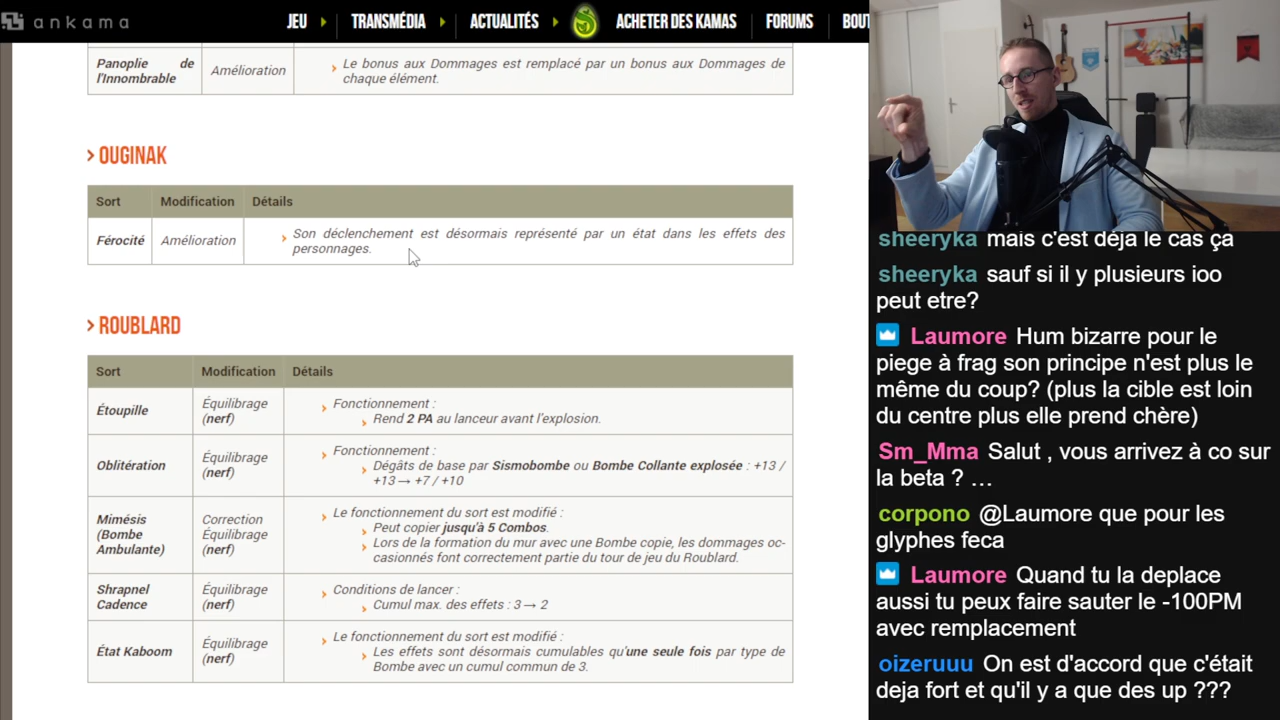 ankama
JEU
TRANSMÉDIA
ACTUALITÉS
ACHETER DES KAMAS
FORUMS
BOUT
Panoplie de
l'Innombrable
Amélioration
Le bonus aux Dommages est remplacé par un bonus aux Dommages de
chaque élément.
OUGINAK
Sort Modification Détails
Férocité
Amélioration
Son déclenchement est désormais représenté par un état dans les effets des
personnages.
ROUBLARD
Sort Modification Détails
Étoupille
Équilibrage
(nerf)
Fonctionnement :
Rend 2 PA au lanceur avant l'explosion.
Oblitération
Équilibrage
(nerf)
Fonctionnement :
Dégâts de base par Sismobombe ou Bombe Collante explosée : +13 /
+13 → +7 / +10
Mimésis
(Bombe
Ambulante)
Correction
Équilibrage
(nerf)
Le fonctionnement du sort est modifié :
Peut copier jusqu'à 5 Combos.
Lors de la formation du mur avec une Bombe copie, les dommages oc-
casionnés font correctement partie du tour de jeu du Roublard.
Shrapnel
Cadence
Équilibrage
(nerf)
Conditions de lancer :
Cumul max. des effets : 3 → 2
État Kaboom
Équilibrage
(nerf)
Le fonctionnement du sort est modifié :
Les effets sont désormais cumulables qu'une seule fois par type de
Bombe avec un cumul commun de 3.
sheeryka mais c'est déja le cas ça
sheeryka sauf si il y plusieurs ioo
peut etre?
Laumore Hum bizarre pour le
piege à frag son principe n'est plus le
même du coup? (plus la cible est loin
du centre plus elle prend chère)
Sm_Mma Salut , vous arrivez à co sur
la beta ? ...
corpono @Laumore que pour les
glyphes feca
Laumore Quand tu la deplace
aussi tu peux faire sauter le -100PM
avec remplacement
oizeruuu On est d'accord que c'était
deja fort et qu'il y a que des up ???